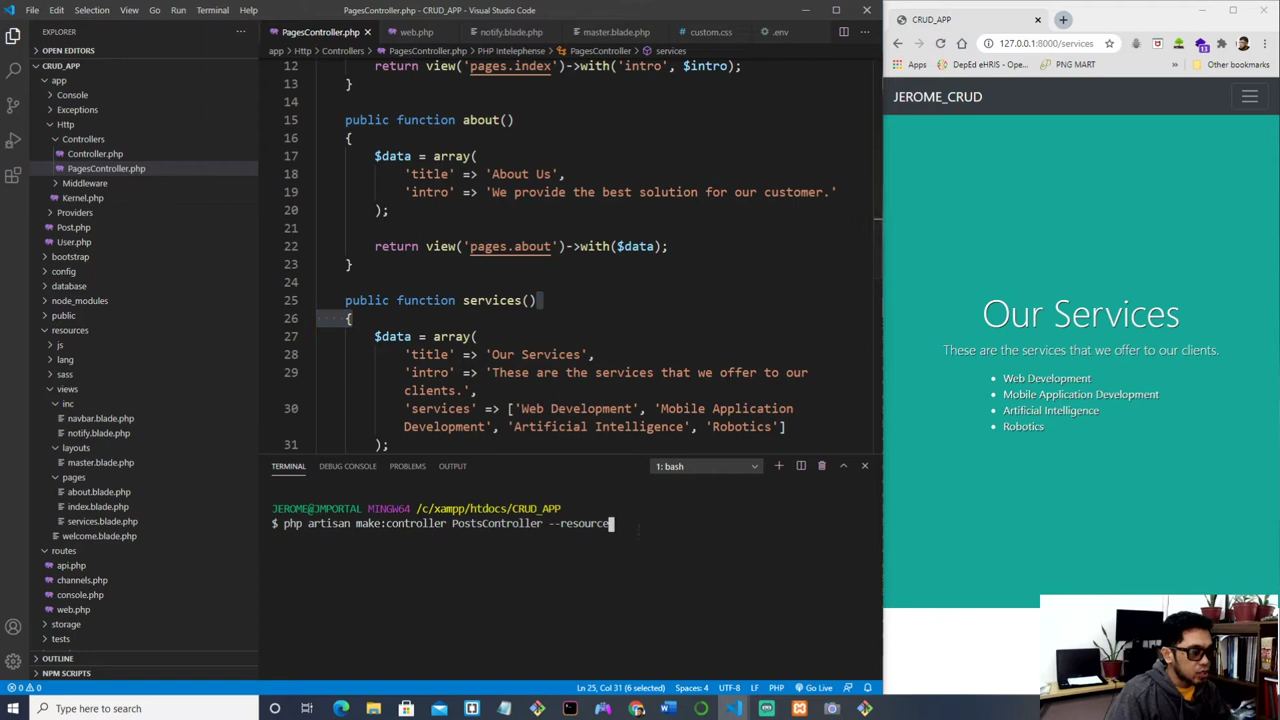 File Edit Selection View Go Run Terminal Help
PagesController.php - CRUD_APP - Visual Studio Code
EXPLORER
OPEN EDITORS
CRUD_APP
app
Console
Exceptions
Http
Controllers
Controller.php
PagesController.php
Middleware
Kernel.php
Providers
Post.php
User.php
bootstrap
config
database
node_modules
public
resources
js
lang
sass
views
inc
navbar.blade.php
notify.blade.php
layouts
master.blade.php
pages
about.blade.php
index.blade.php
services.blade.php
welcome.blade.php
routes
api.php
channels.php
console.php
web.php
storage
tests
OUTLINE
NPM SCRIPTS
PagesController.php web.php notify.blade.php master.blade.php custom.css .env
app > Http > Controllers > PagesController.php > PHP Intelephense > PagesController > services
12 return view('pages.index')->with('intro', $intro);
13 }
14
15 public function about()
16 {
17 $data = array(
18 'title' => 'About Us',
19 'intro' => 'We provide the best solution for our customer.'
20 );
21
22 return view('pages.about')->with($data);
23 }
24
25 public function services()
26 {
27 $data = array(
28 'title' => 'Our Services',
29 'intro' => 'These are the services that we offer to our
clients.',
30 'services' => ['Web Development', 'Mobile Application
Development', 'Artificial Intelligence', 'Robotics']
31 );
TERMINAL DEBUG CONSOLE PROBLEMS OUTPUT
1: bash
JEROME@JMPORTAL MINGW64 /c/xampp/htdocs/CRUD_APP
$ php artisan make:controller PostsController --resource
0 0 Ln 25, Col 31 (6 selected) Spaces: 4 UTF-8 LF PHP Go Live
CRUD_APP
127.0.0.1:8000/services
13
Apps DepEd eHRIS - Ope... PNG MART » Other bookmarks
JEROME_CRUD
Our Services
These are the services that we offer to our clients.
Web Development
Mobile Application Development
Artificial Intelligence
Robotics
Type here to search